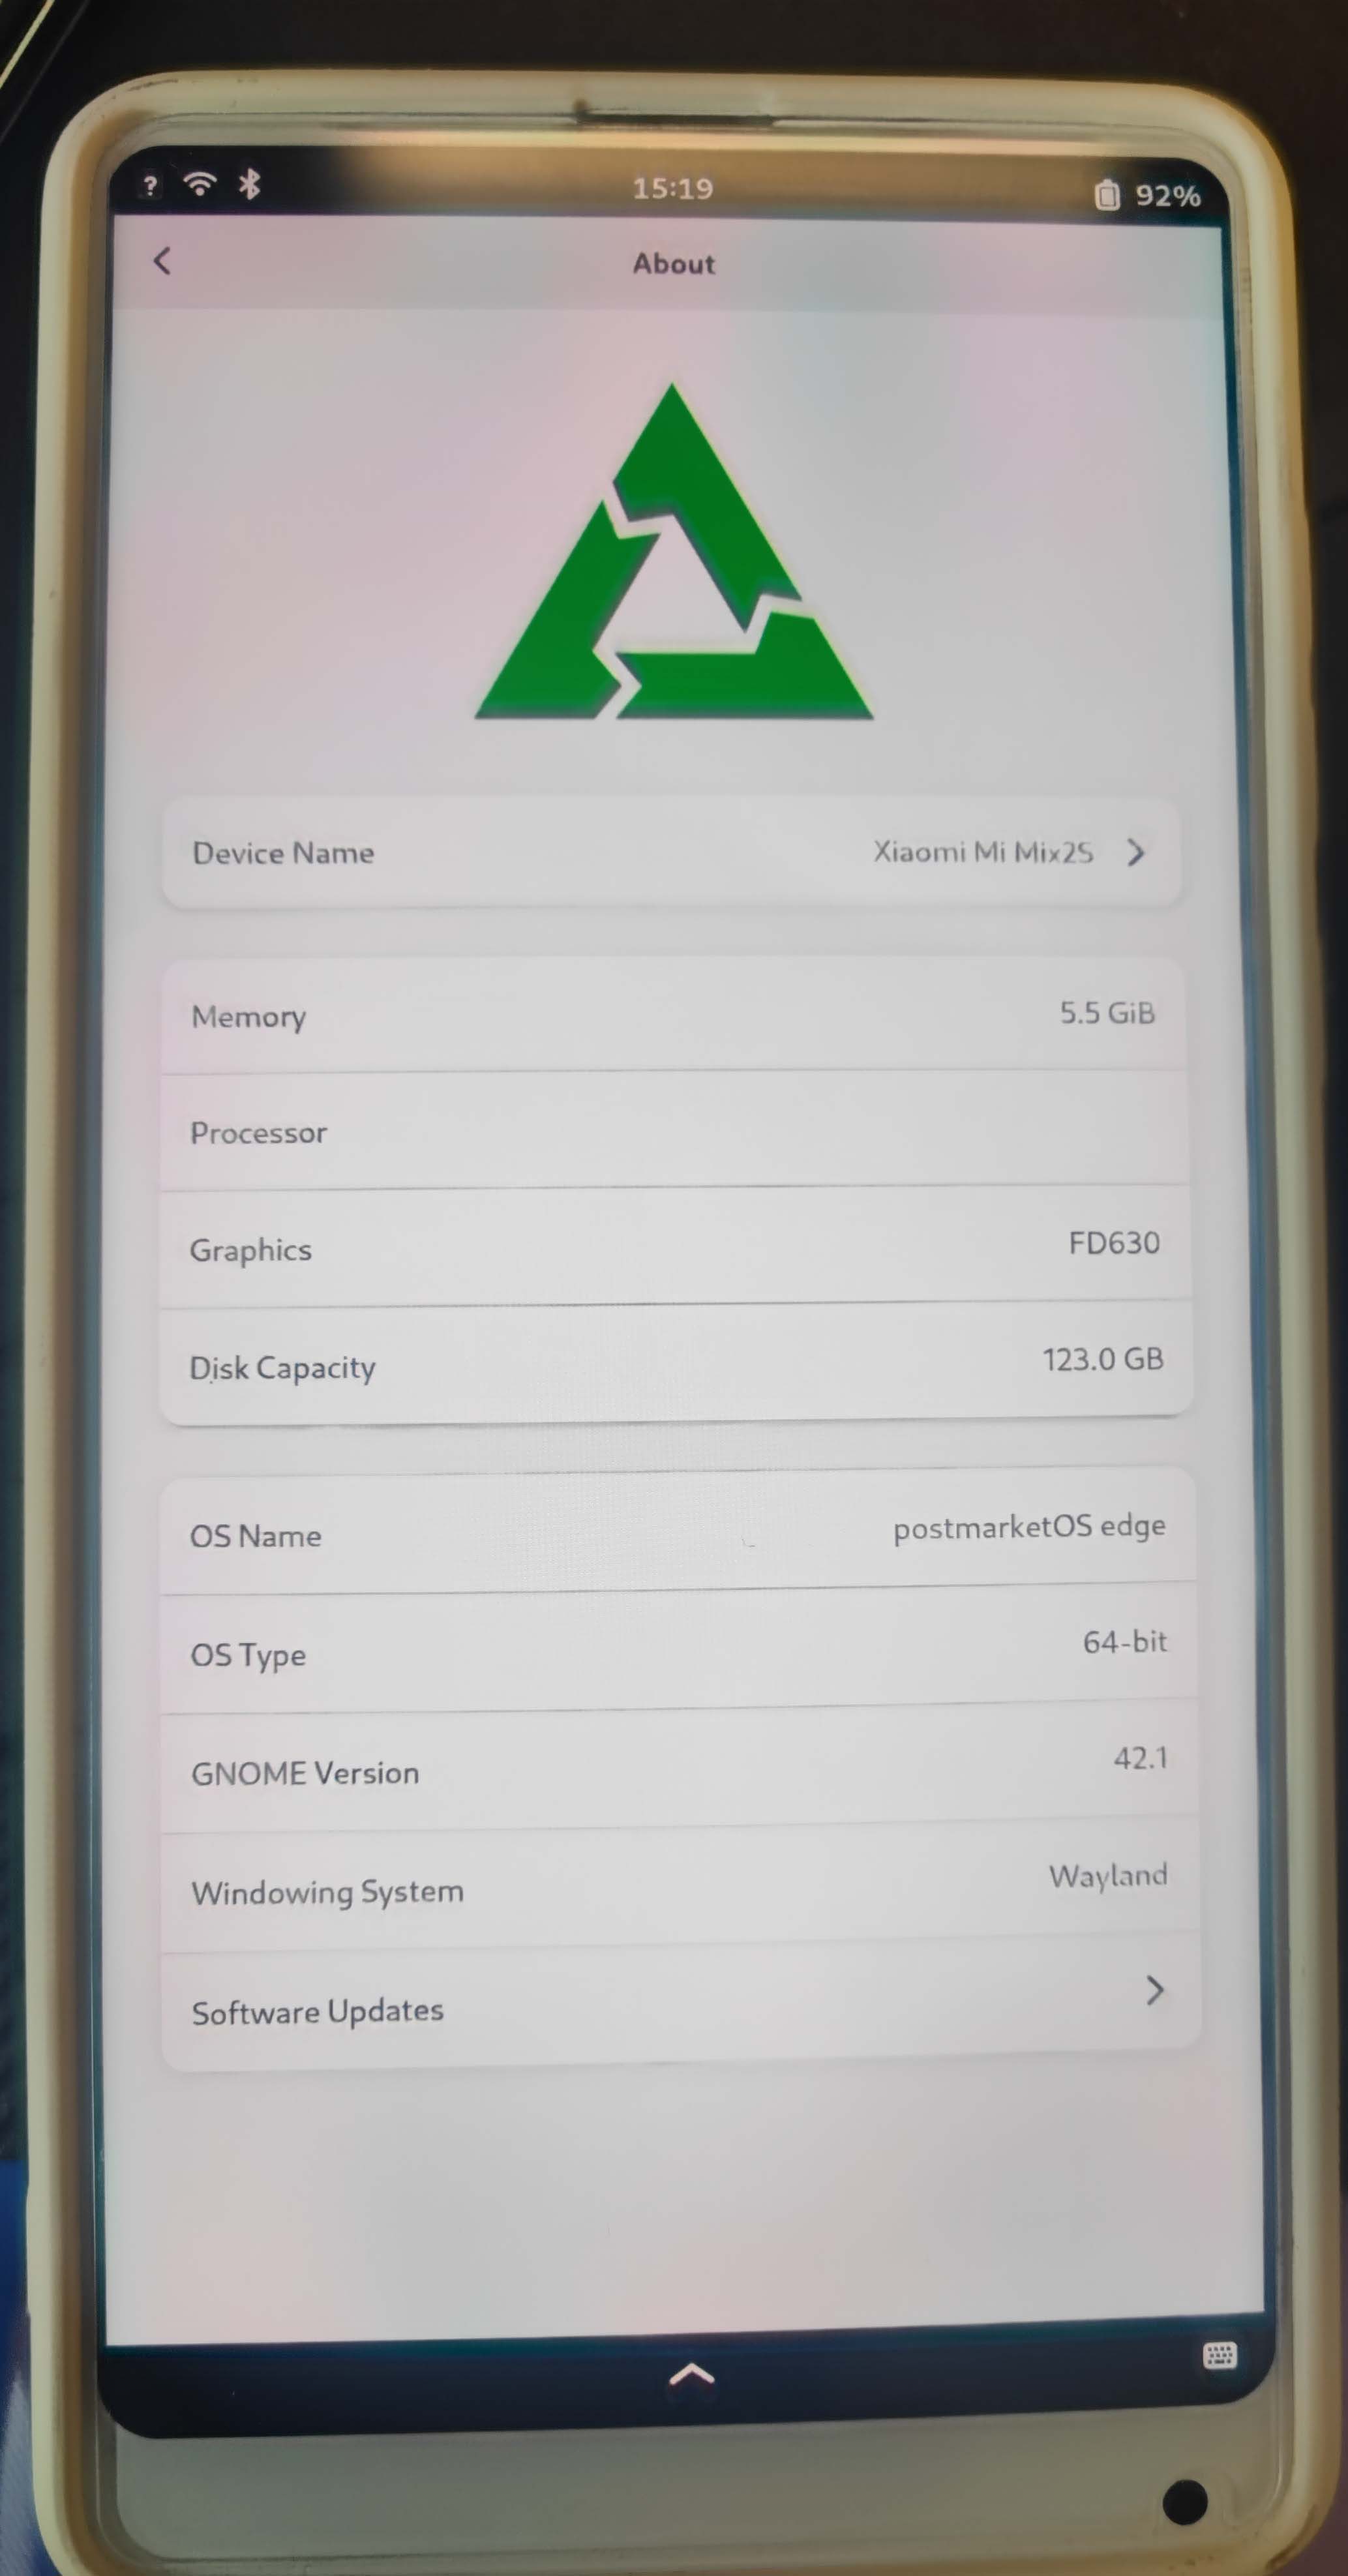 ? 15:19 92%
About
Device Name Xiaomi Mi Mix2S
Memory 5.5 GiB
Processor
Graphics FD630
Disk Capacity 123.0 GB
OS Name postmarketOS edge
OS Type 64-bit
GNOME Version 42.1
Windowing System Wayland
Software Updates